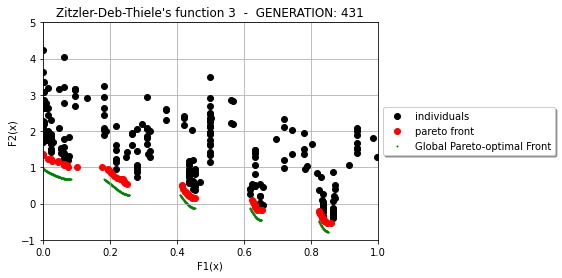 Zitzler-Deb-Thiele's function 3 - GENERATION: 431
5
4
3
2
1
0
−1
F2(x)
0.0 0.2 0.4 0.6 0.8 1.0
F1(x)
individuals
pareto front
Global Pareto-optimal Front